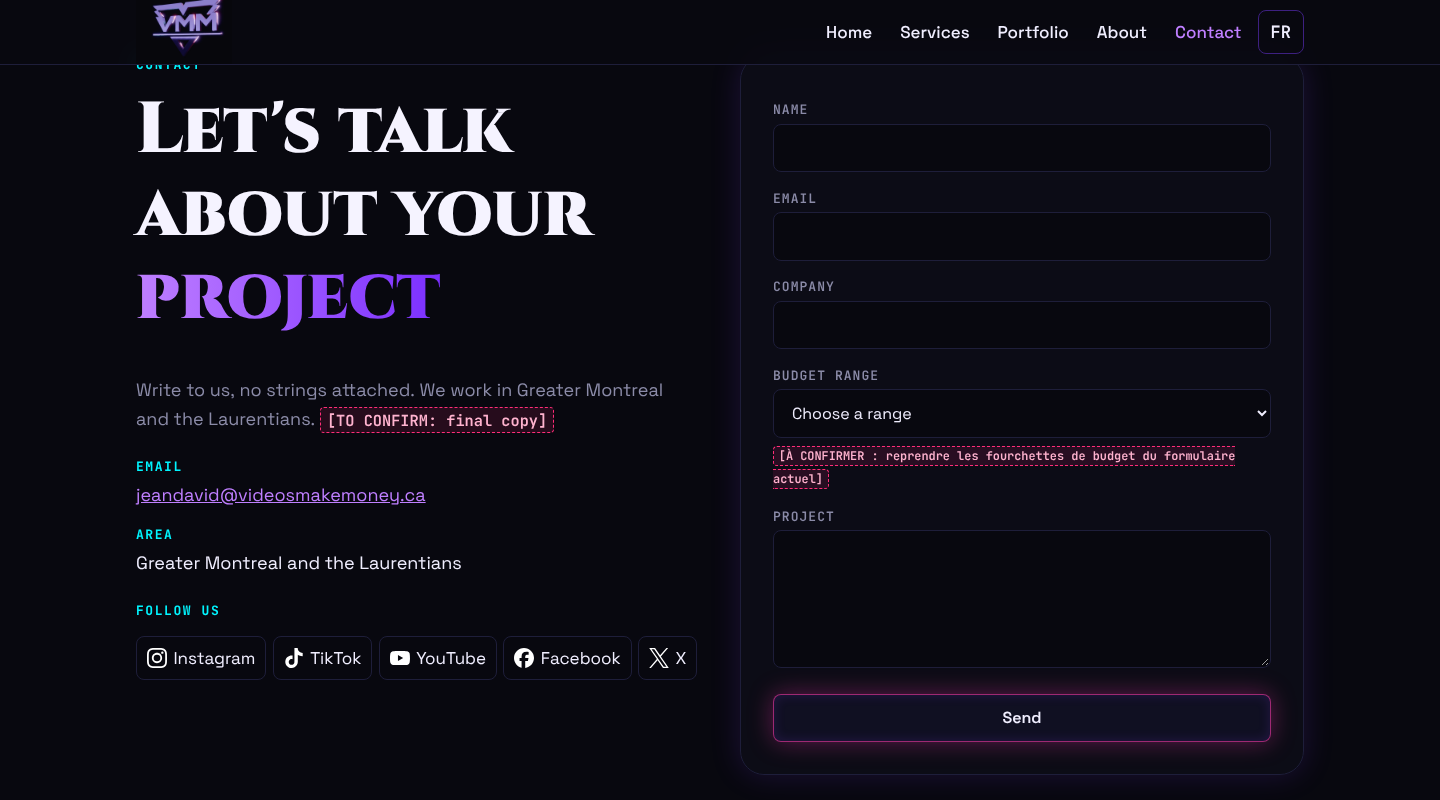 VMM
Home
Services
Portfolio
About
Contact
FR
CONTACT
LET'S TALK
ABOUT YOUR
PROJECT
Write to us, no strings attached. We work in Greater Montreal
and the Laurentians. [TO CONFIRM: final copy]
EMAIL
jeandavid@videosmakemoney.ca
AREA
Greater Montreal and the Laurentians
FOLLOW US
Instagram
TikTok
YouTube
Facebook
X
NAME
EMAIL
COMPANY
BUDGET RANGE
Choose a range
[À CONFIRMER : reprendre les fourchettes de budget du formulaire
actuel]
PROJECT
Send